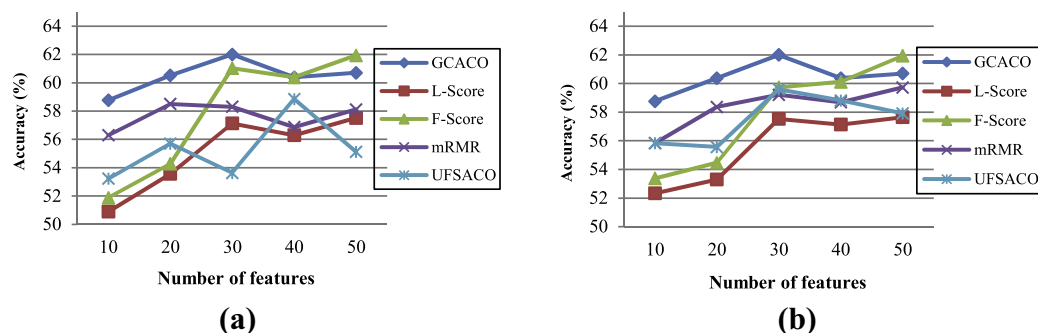 64
62
60
58
56
54
52
50
Accuracy (%)
10 20 30 40 50
Number of features
GCACO
L-Score
F-Score
mRMR
UFSACO
(a)
64
62
60
58
56
54
52
50
Accuracy (%)
10 20 30 40 50
Number of features
GCACO
L-Score
F-Score
mRMR
UFSACO
(b)